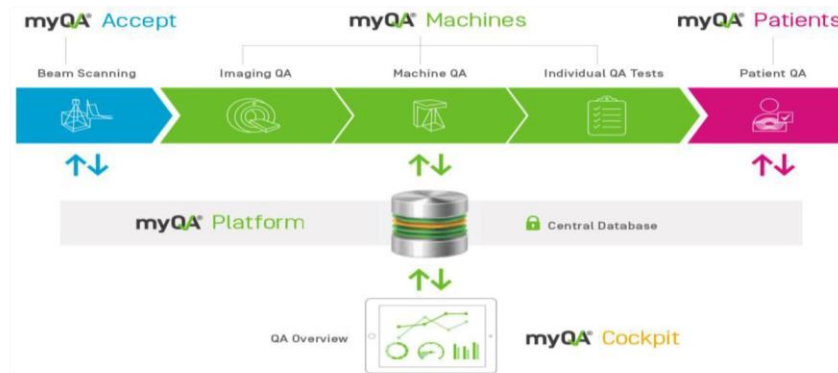 myQA® Accept
myQA® Machines
myQA® Patients
Beam Scanning
Imaging QA
Machine QA
Individual QA Tests
Patient QA
myQA® Platform
Central Database
QA Overview
myQA® Cockpit